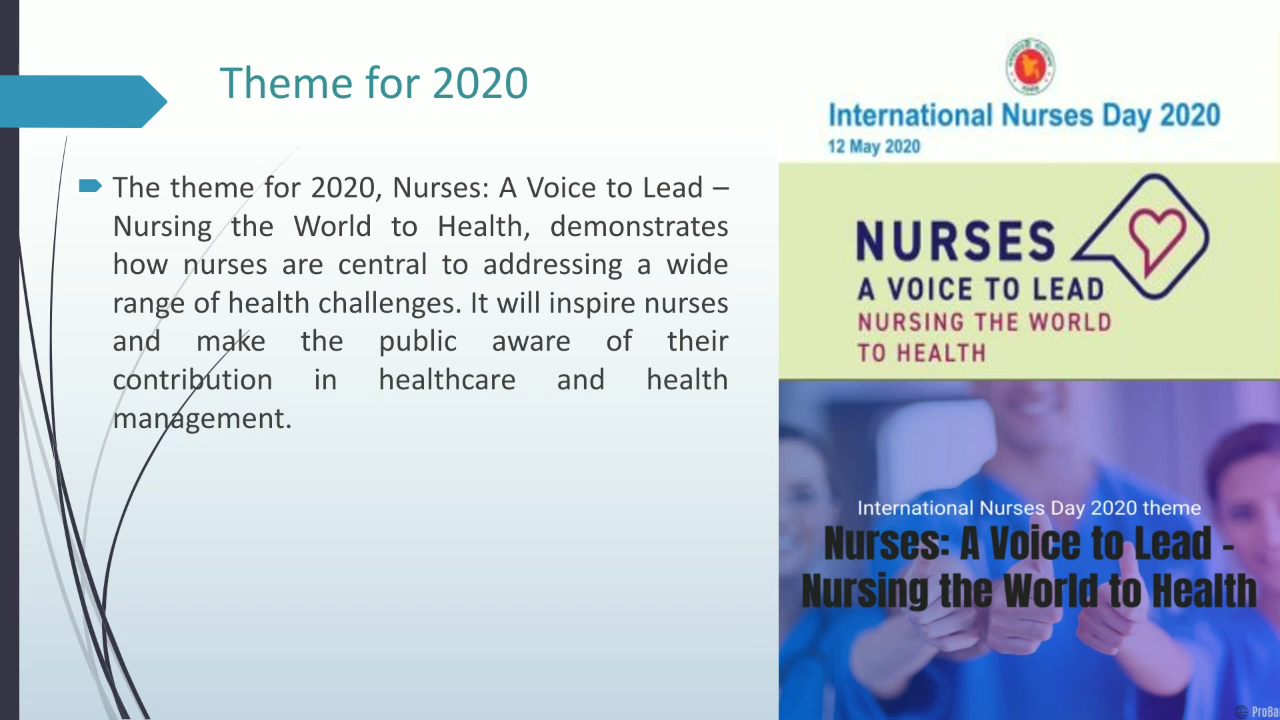 Theme for 2020
The theme for 2020, Nurses: A Voice to Lead –
Nursing the World to Health, demonstrates
how nurses are central to addressing a wide
range of health challenges. It will inspire nurses
and make the public aware of their
contribution in healthcare and health
management.
International Nurses Day 2020
12 May 2020
NURSES
A VOICE TO LEAD
NURSING THE WORLD
TO HEALTH
International Nurses Day 2020 theme
Nurses: A Voice to Lead -
Nursing the World to Health